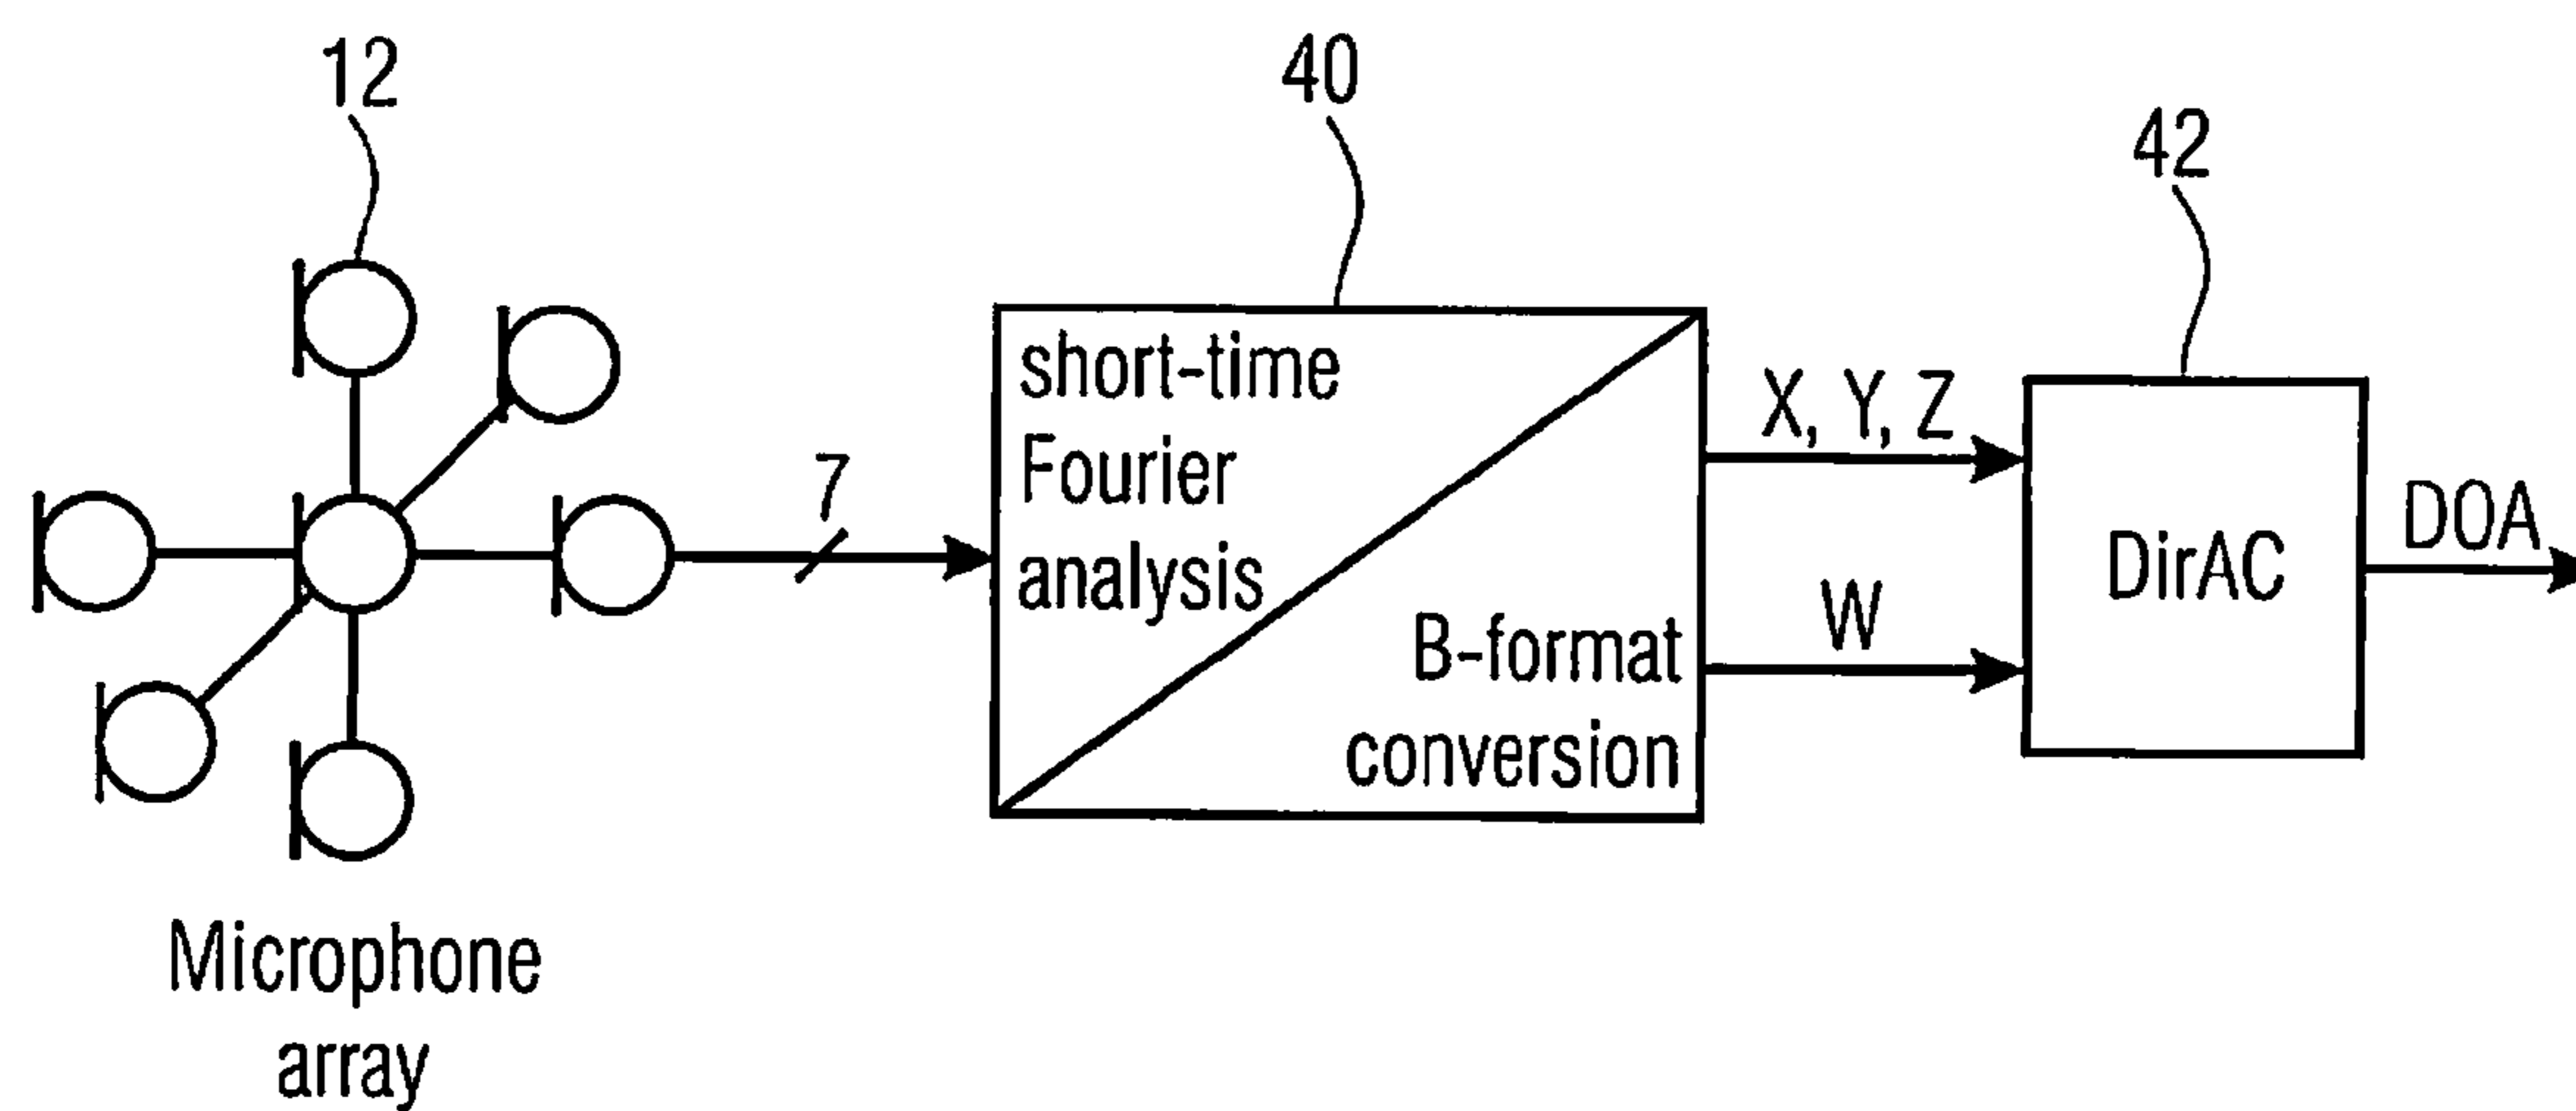 12
40
42
7
short-time
Fourier
analysis
B-format
conversion
X, Y, Z
W
DirAC
DOA
Microphone
array